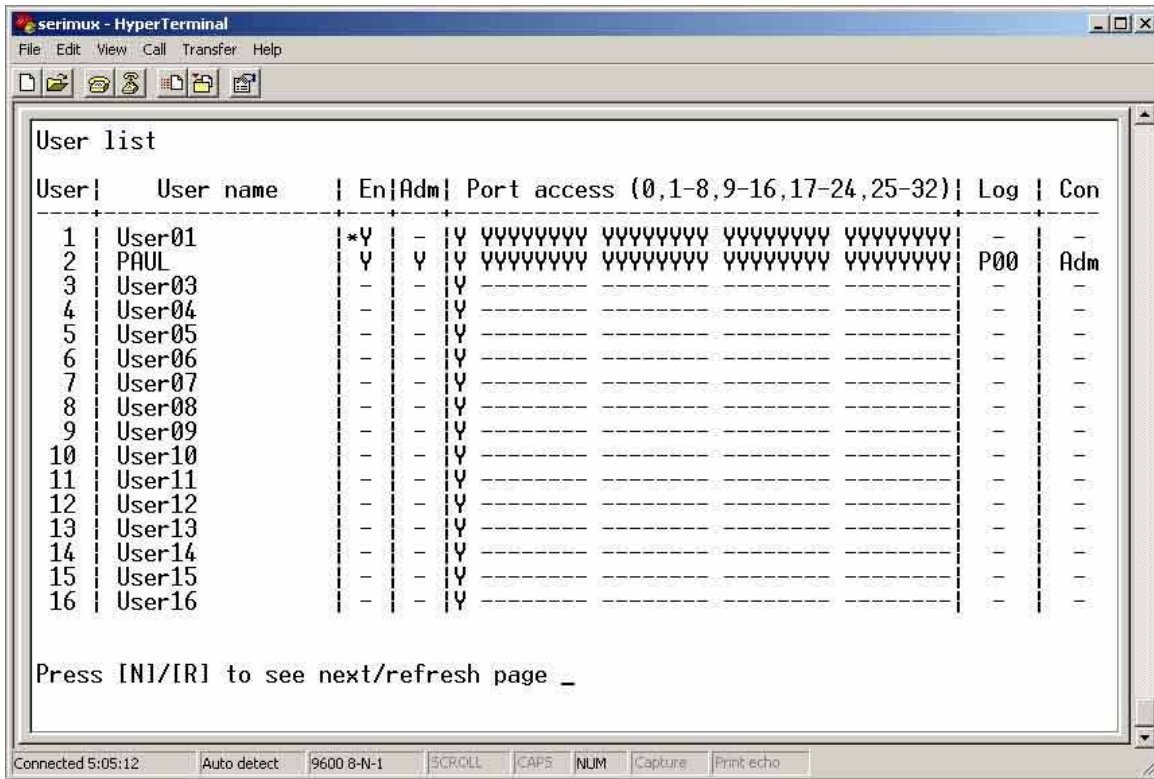 serimux - HyperTerminal
File Edit View Call Transfer Help
User list
User¦ User name ¦ En¦Adm¦ Port access (0,1-8,9-16,17-24,25-32)¦ Log ¦ Con
1 ¦ User01 ¦*Y ¦ - ¦Y YYYYYYYY YYYYYYYY YYYYYYYY YYYYYYYY¦ - ¦ -
2 ¦ PAUL ¦ Y ¦ Y ¦Y YYYYYYYY YYYYYYYY YYYYYYYY YYYYYYYY¦ P00 ¦ Adm
3 ¦ User03 ¦ - ¦ - ¦Y -------- -------- -------- --------¦ - ¦ -
4 ¦ User04 ¦ - ¦ - ¦Y -------- -------- -------- --------¦ - ¦ -
5 ¦ User05 ¦ - ¦ - ¦Y -------- -------- -------- --------¦ - ¦ -
6 ¦ User06 ¦ - ¦ - ¦Y -------- -------- -------- --------¦ - ¦ -
7 ¦ User07 ¦ - ¦ - ¦Y -------- -------- -------- --------¦ - ¦ -
8 ¦ User08 ¦ - ¦ - ¦Y -------- -------- -------- --------¦ - ¦ -
9 ¦ User09 ¦ - ¦ - ¦Y -------- -------- -------- --------¦ - ¦ -
10 ¦ User10 ¦ - ¦ - ¦Y -------- -------- -------- --------¦ - ¦ -
11 ¦ User11 ¦ - ¦ - ¦Y -------- -------- -------- --------¦ - ¦ -
12 ¦ User12 ¦ - ¦ - ¦Y -------- -------- -------- --------¦ - ¦ -
13 ¦ User13 ¦ - ¦ - ¦Y -------- -------- -------- --------¦ - ¦ -
14 ¦ User14 ¦ - ¦ - ¦Y -------- -------- -------- --------¦ - ¦ -
15 ¦ User15 ¦ - ¦ - ¦Y -------- -------- -------- --------¦ - ¦ -
16 ¦ User16 ¦ - ¦ - ¦Y -------- -------- -------- --------¦ - ¦ -
Press [N]/[R] to see next/refresh page _
Connected 5:05:12 Auto detect 9600 8-N-1 SCROLL CAPS NUM Capture Print echo